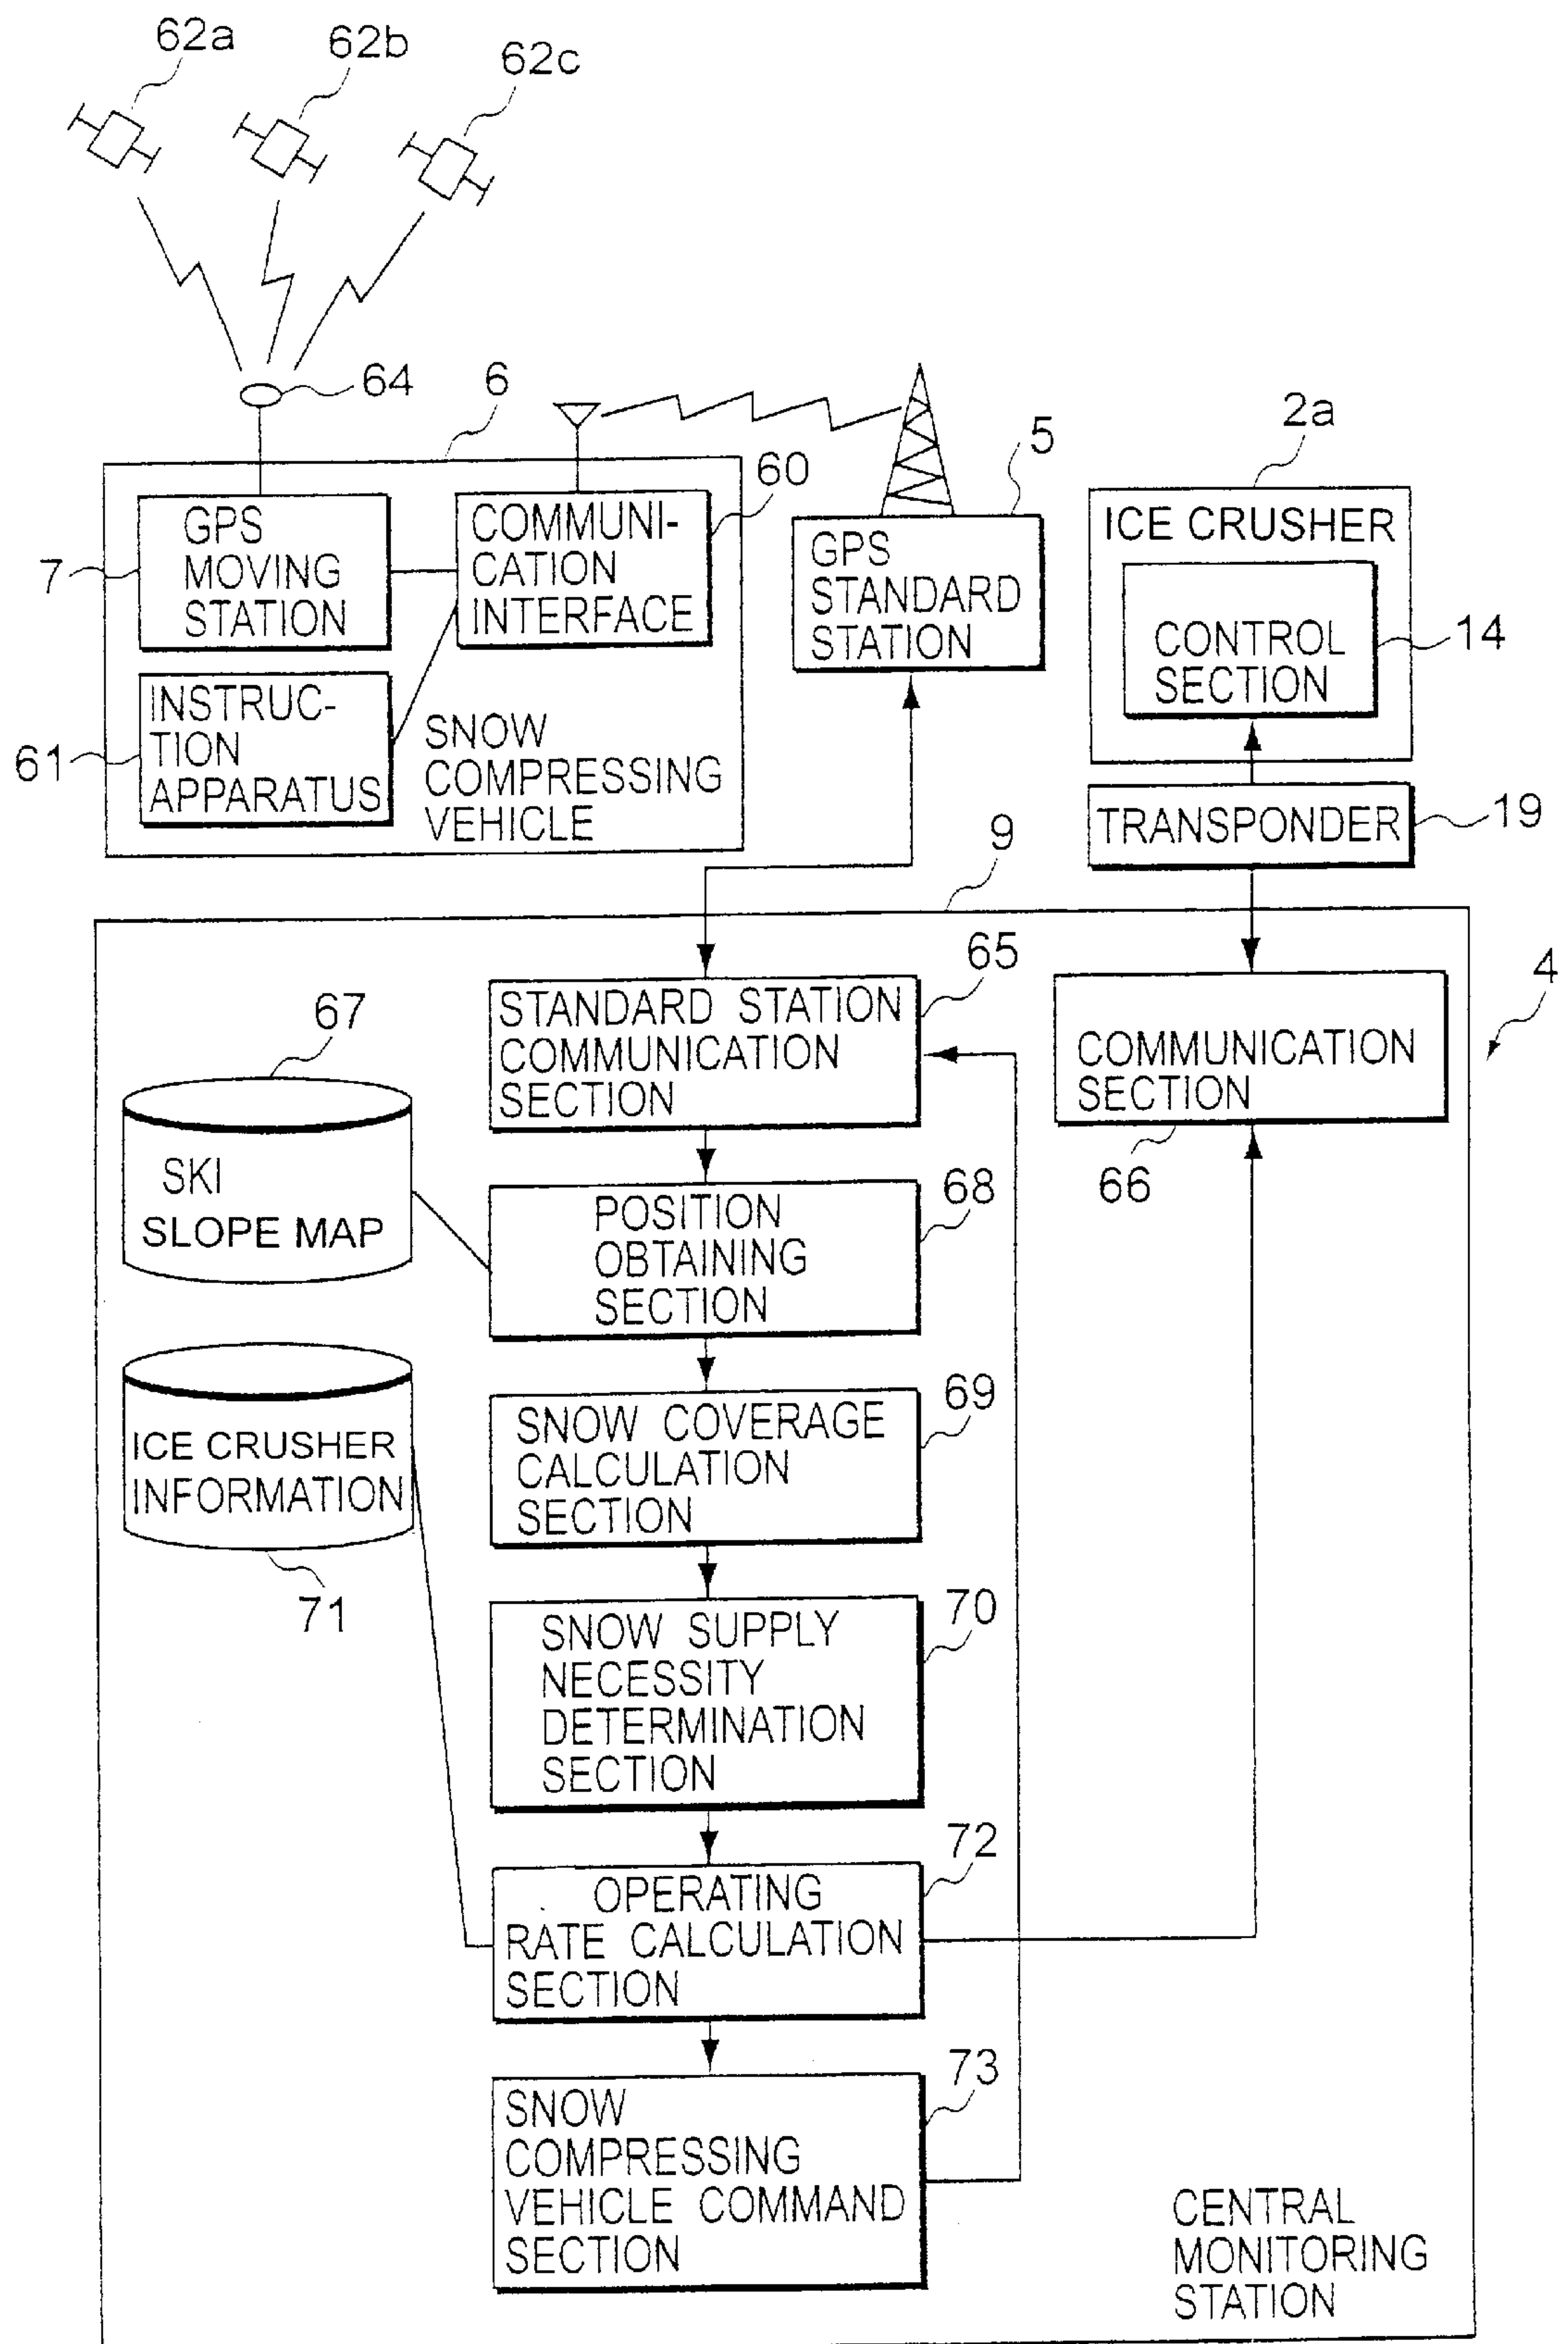 62a
62b
62c
64
6
60
5
2a
GPS
MOVING
STATION
7
COMMUNI-
CATION
INTERFACE
INSTRUC-
TION
APPARATUS
61
SNOW
COMPRESSING
VEHICLE
GPS
STANDARD
STATION
ICE CRUSHER
CONTROL
SECTION
14
TRANSPONDER
19
9
4
65
STANDARD STATION
COMMUNICATION
SECTION
COMMUNICATION
SECTION
66
67
SKI
SLOPE MAP
68
POSITION
OBTAINING
SECTION
69
SNOW COVERAGE
CALCULATION
SECTION
ICE CRUSHER
INFORMATION
71
70
SNOW SUPPLY
NECESSITY
DETERMINATION
SECTION
72
OPERATING
RATE CALCULATION
SECTION
73
SNOW
COMPRESSING
VEHICLE COMMAND
SECTION
CENTRAL
MONITORING
STATION